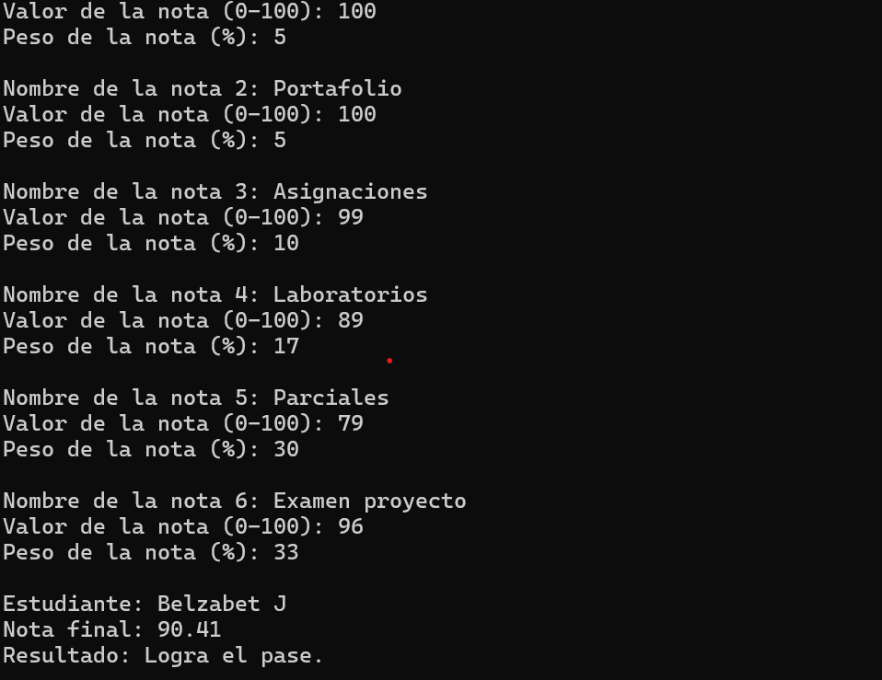 Valor de la nota (0-100): 100
Peso de la nota (%): 5
Nombre de la nota 2: Portafolio
Valor de la nota (0-100): 100
Peso de la nota (%): 5
Nombre de la nota 3: Asignaciones
Valor de la nota (0-100): 99
Peso de la nota (%): 10
Nombre de la nota 4: Laboratorios
Valor de la nota (0-100): 89
Peso de la nota (%): 17
Nombre de la nota 5: Parciales
Valor de la nota (0-100): 79
Peso de la nota (%): 30
Nombre de la nota 6: Examen proyecto
Valor de la nota (0-100): 96
Peso de la nota (%): 33
Estudiante: Belzabet J
Nota final: 90.41
Resultado: Logra el pase.